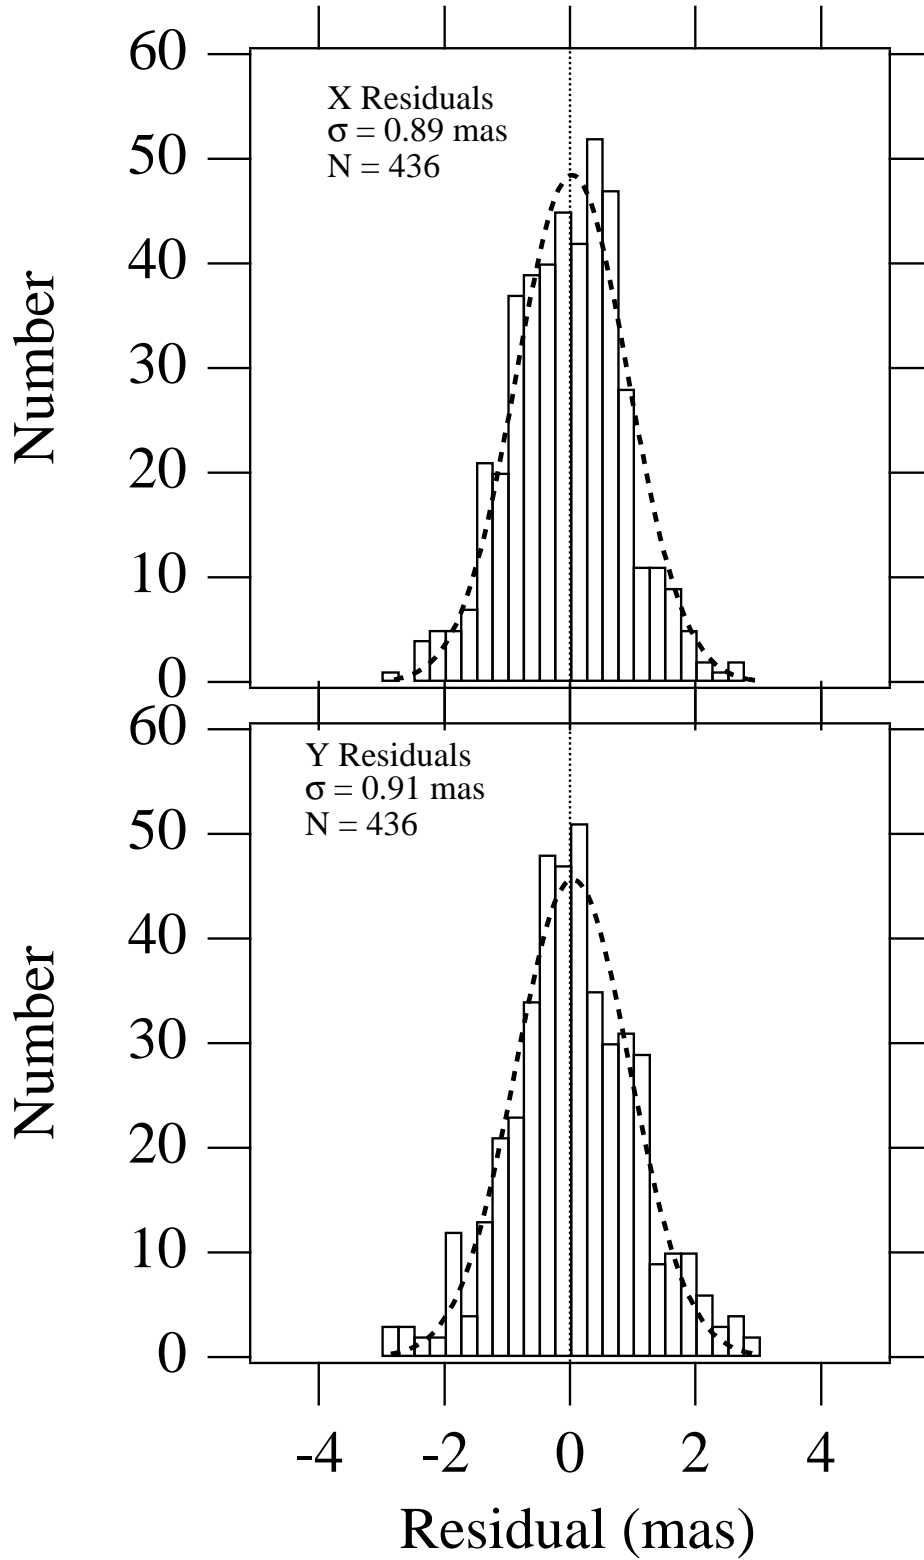 60
X Residuals
σ = 0.89 mas
N = 436
50
40
Number
30
20
10
0
60
Y Residuals
σ = 0.91 mas
N = 436
50
40
Number
30
20
10
0
-4 -2 0 2 4
Residual (mas)